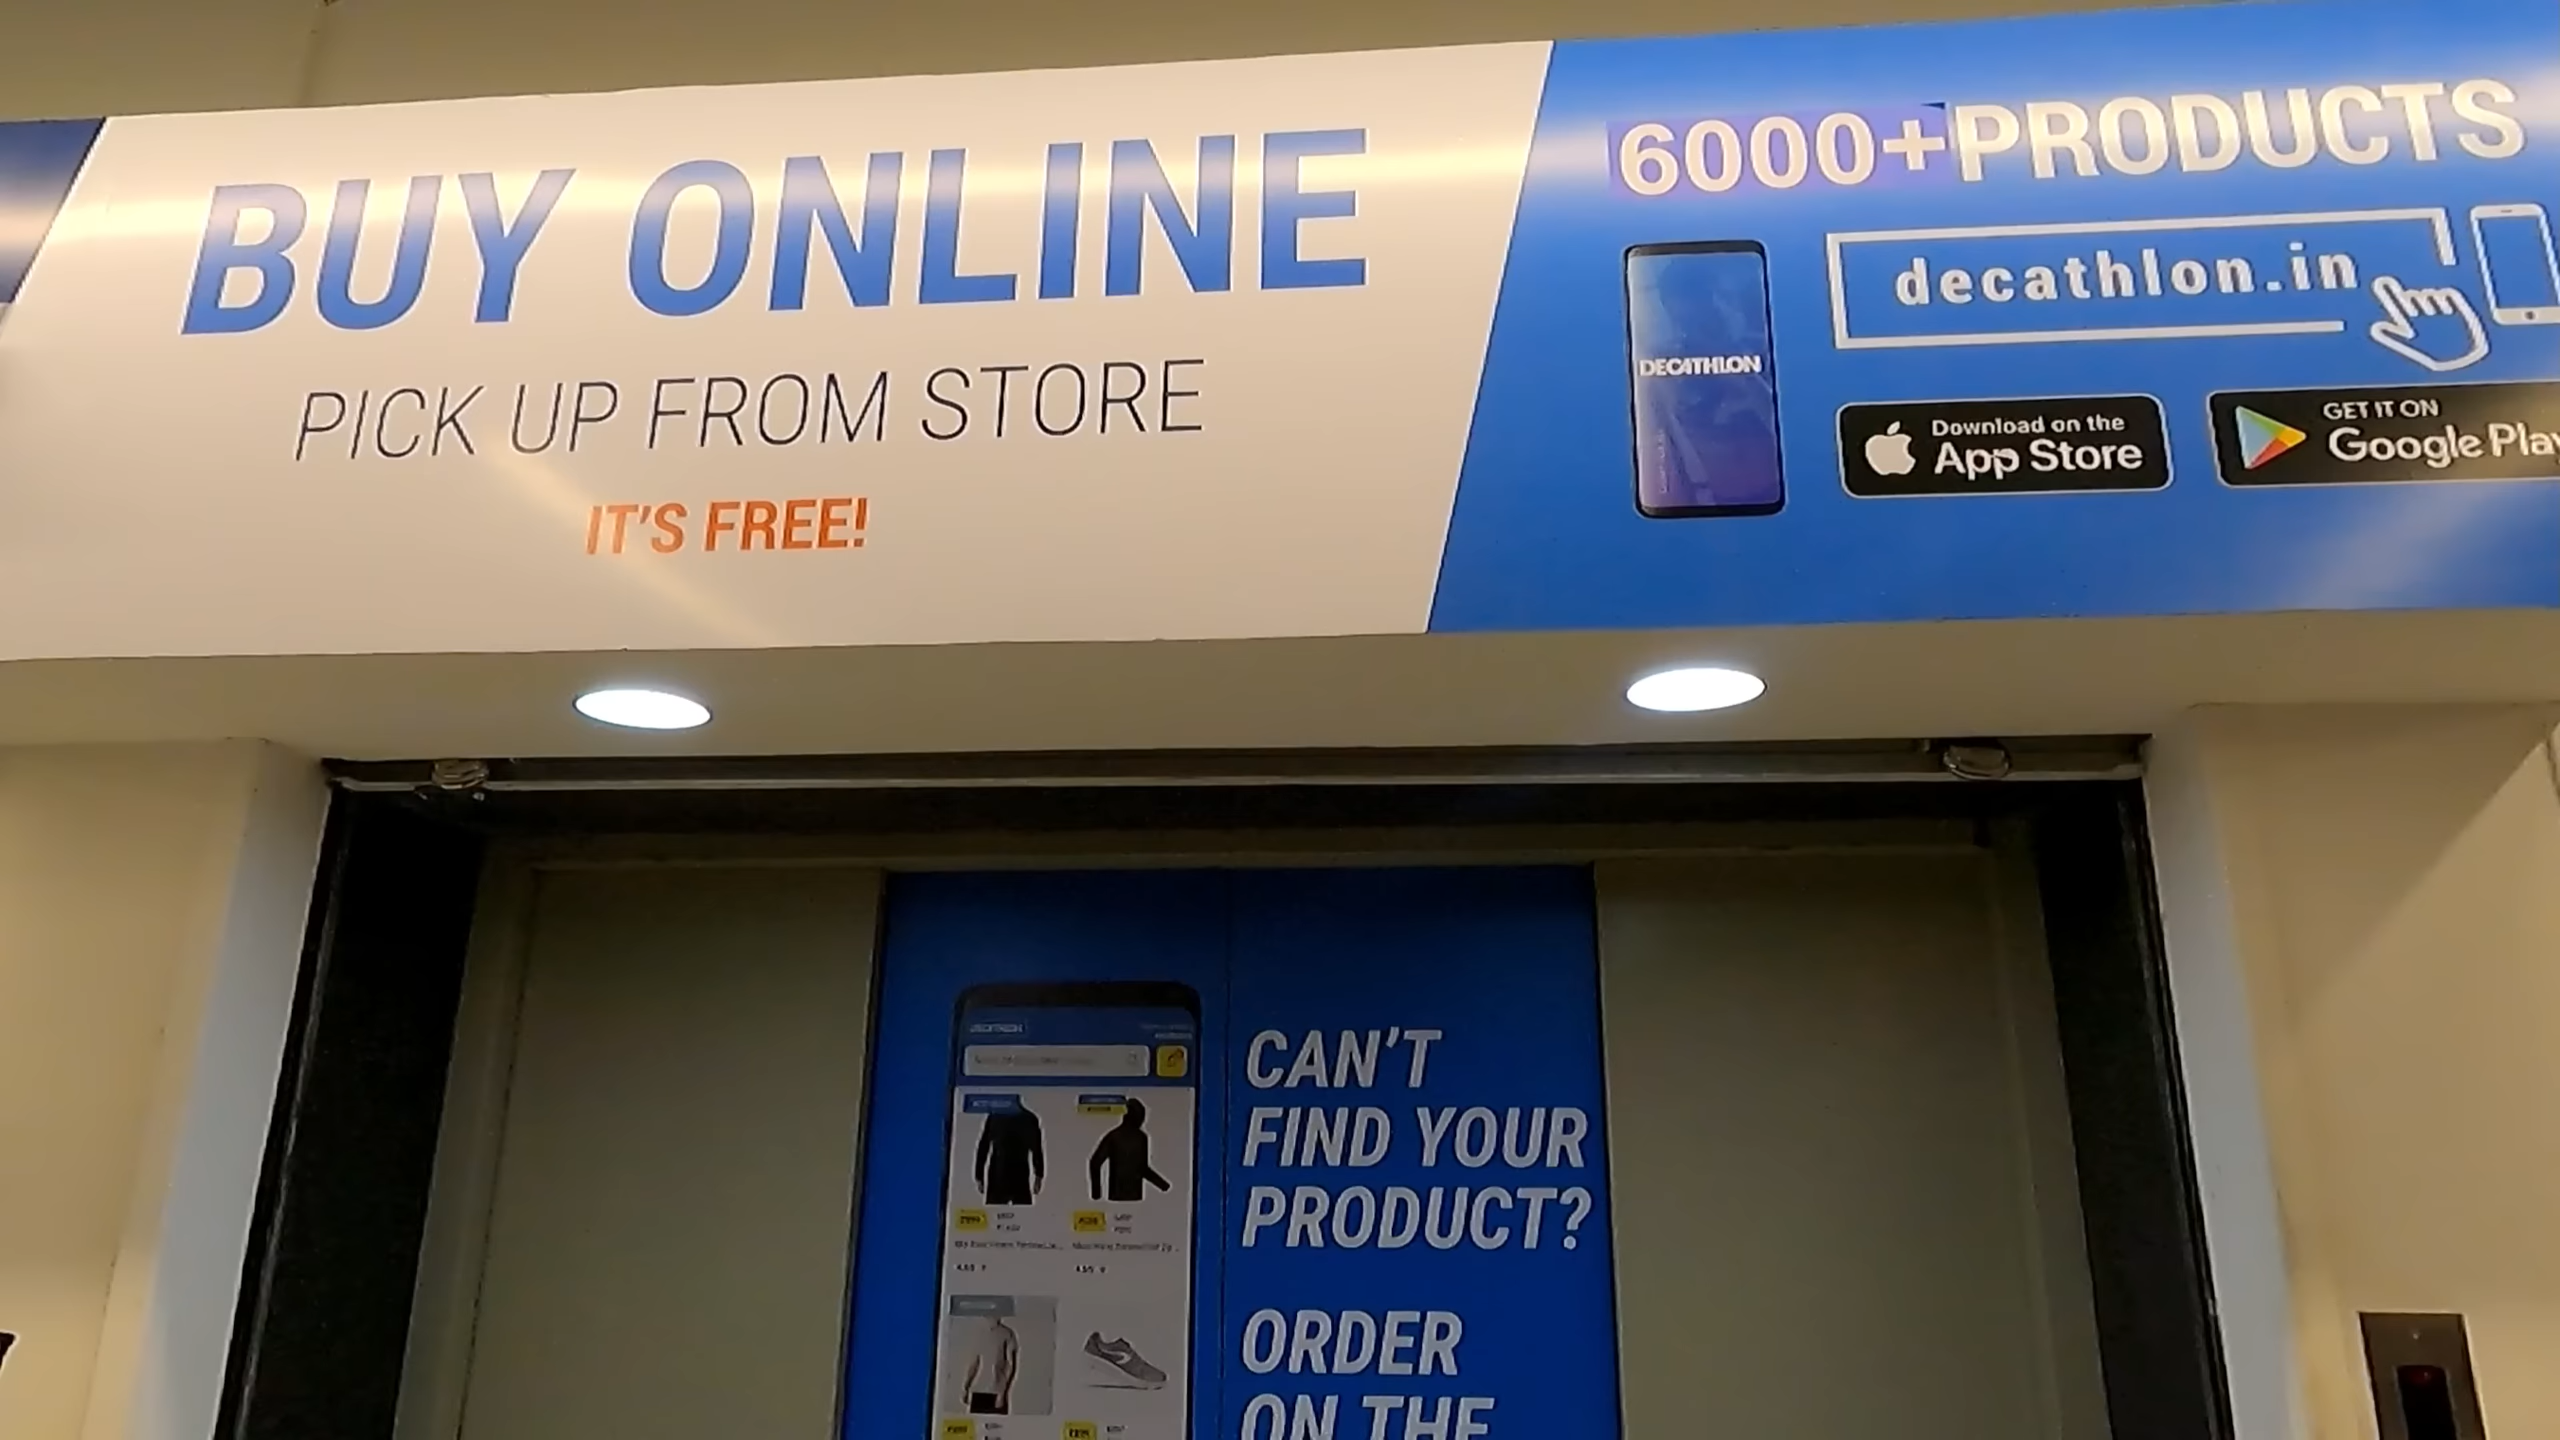 BUY ONLINE
PICK UP FROM STORE
IT'S FREE!
6000+PRODUCTS
decathlon.in
DECATHLON
Download on the
App Store
GET IT ON
Google Play
CAN'T
FIND YOUR
PRODUCT?
ORDER
ON THE